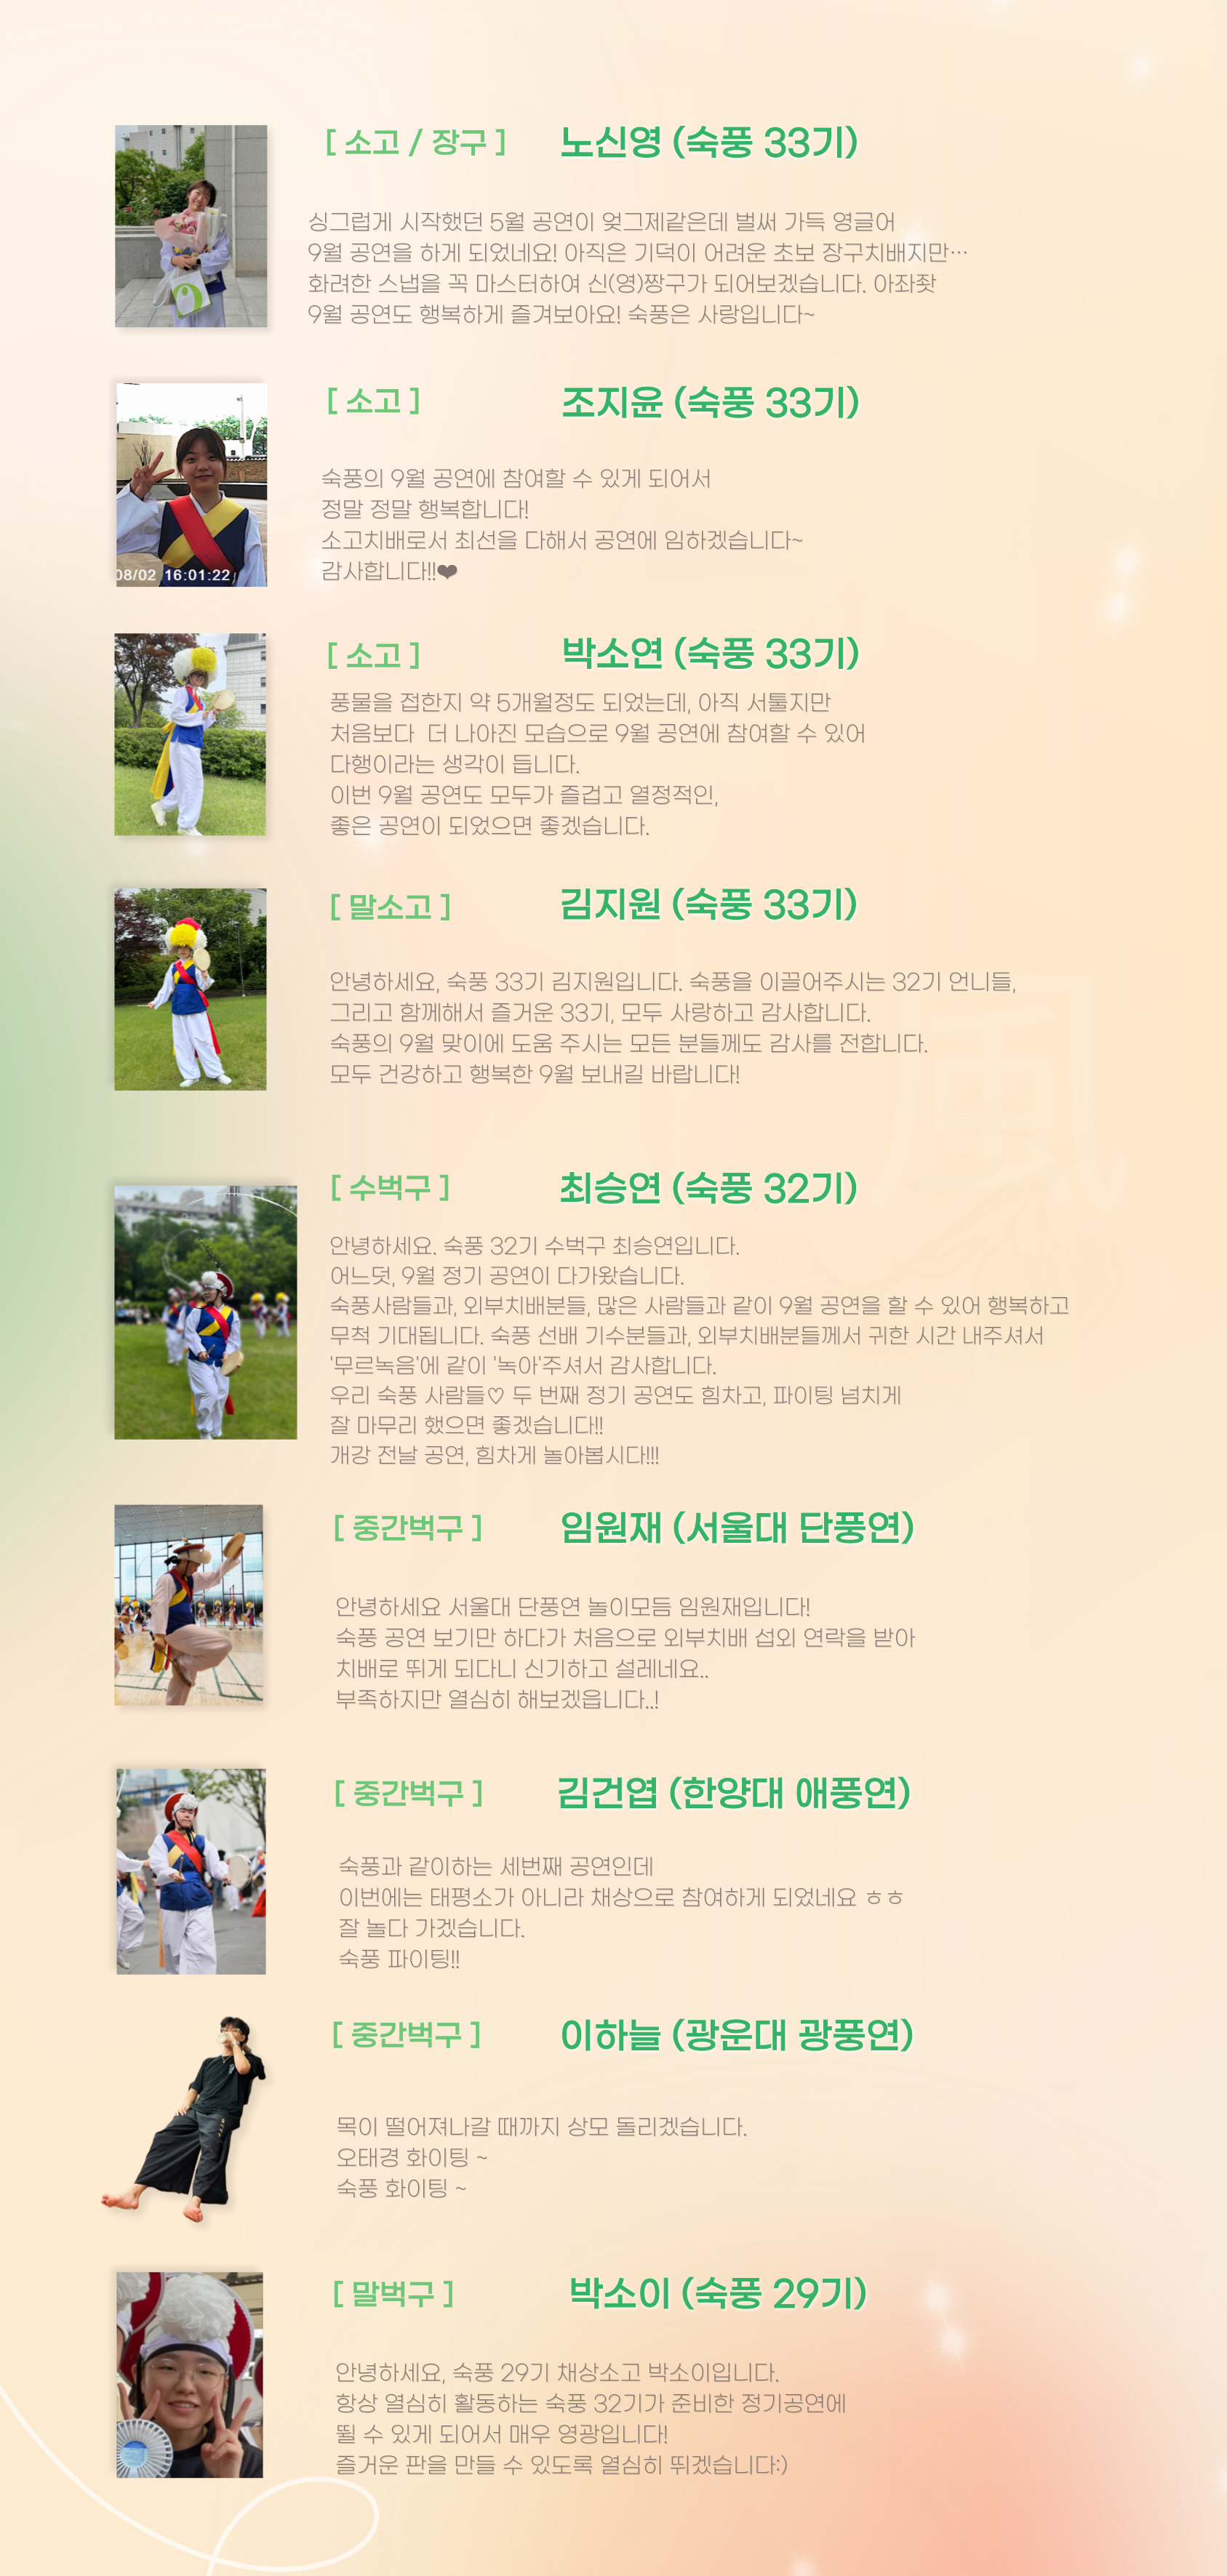 [ 소고 / 장구 ] 노신영 (숙풍 33기)
싱그럽게 시작했던 5월 공연이 엊그제같은데 벌써 가득 영글어
9월 공연을 하게 되었네요! 아직은 기덕이 어려운 초보 장구치배지만…
화려한 스냅을 꼭 마스터하여 신(영)짱구가 되어보겠습니다. 아좌좟
9월 공연도 행복하게 즐겨보아요! 숙풍은 사랑입니다~
[ 소고 ] 조지윤 (숙풍 33기)
숙풍의 9월 공연에 참여할 수 있게 되어서
정말 정말 행복합니다!
소고치배로서 최선을 다해서 공연에 임하겠습니다~
감사합니다!!❤
08/02 16:01:22
[ 소고 ] 박소연 (숙풍 33기)
풍물을 접한지 약 5개월정도 되었는데, 아직 서툴지만
처음보다 더 나아진 모습으로 9월 공연에 참여할 수 있어
다행이라는 생각이 듭니다.
이번 9월 공연도 모두가 즐겁고 열정적인,
좋은 공연이 되었으면 좋겠습니다.
[ 말소고 ] 김지원 (숙풍 33기)
안녕하세요, 숙풍 33기 김지원입니다. 숙풍을 이끌어주시는 32기 언니들,
그리고 함께해서 즐거운 33기, 모두 사랑하고 감사합니다.
숙풍의 9월 맞이에 도움 주시는 모든 분들께도 감사를 전합니다.
모두 건강하고 행복한 9월 보내길 바랍니다!
[ 수벅구 ] 최승연 (숙풍 32기)
안녕하세요. 숙풍 32기 수벅구 최승연입니다.
어느덧, 9월 정기 공연이 다가왔습니다.
숙풍사람들과, 외부치배분들, 많은 사람들과 같이 9월 공연을 할 수 있어 행복하고
무척 기대됩니다. 숙풍 선배 기수분들과, 외부치배분들께서 귀한 시간 내주셔서
'무르녹음'에 같이 '녹아'주셔서 감사합니다.
우리 숙풍 사람들♡ 두 번째 정기 공연도 힘차고, 파이팅 넘치게
잘 마무리 했으면 좋겠습니다!!
개강 전날 공연, 힘차게 놀아봅시다!!!
[ 중간벅구 ] 임원재 (서울대 단풍연)
안녕하세요 서울대 단풍연 놀이모듬 임원재입니다!
숙풍 공연 보기만 하다가 처음으로 외부치배 섭외 연락을 받아
치배로 뛰게 되다니 신기하고 설레네요..
부족하지만 열심히 해보겠읍니다..!
[ 중간벅구 ] 김건엽 (한양대 애풍연)
숙풍과 같이하는 세번째 공연인데
이번에는 태평소가 아니라 채상으로 참여하게 되었네요 ㅎㅎ
잘 놀다 가겠습니다.
숙풍 파이팅!!
[ 중간벅구 ] 이하늘 (광운대 광풍연)
목이 떨어져나갈 때까지 상모 돌리겠습니다.
오태경 화이팅 ~
숙풍 화이팅 ~
[ 말벅구 ] 박소이 (숙풍 29기)
안녕하세요, 숙풍 29기 채상소고 박소이입니다.
항상 열심히 활동하는 숙풍 32기가 준비한 정기공연에
뛸 수 있게 되어서 매우 영광입니다!
즐거운 판을 만들 수 있도록 열심히 뛰겠습니다:)